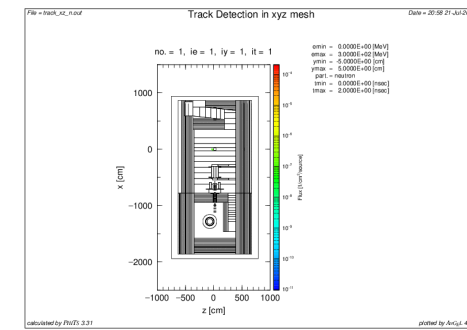 File = track_xz_n.out
Track Detection in xyz mesh
Date = 20:58 21-Jul-20
no. = 1, ie = 1, iy = 1, it = 1
emin = 0.0000E+00 [MeV]
emax = 3.0000E+02 [MeV]
ymin = -5.0000E+00 [cm]
ymax = 5.0000E+00 [cm]
part. = neutron
tmin = 0.0000E+00 [nsec]
tmax = 2.0000E+00 [nsec]
1000
0
−1000
−2000
x [cm]
−1000 −500 0 500 1000
z [cm]
10-4
10-5
10-6
10-7
10-8
10-9
10-10
10-11
Flux [1/cm²/source]
calculated by PHITS 3.31
plotted by ANGEL 4